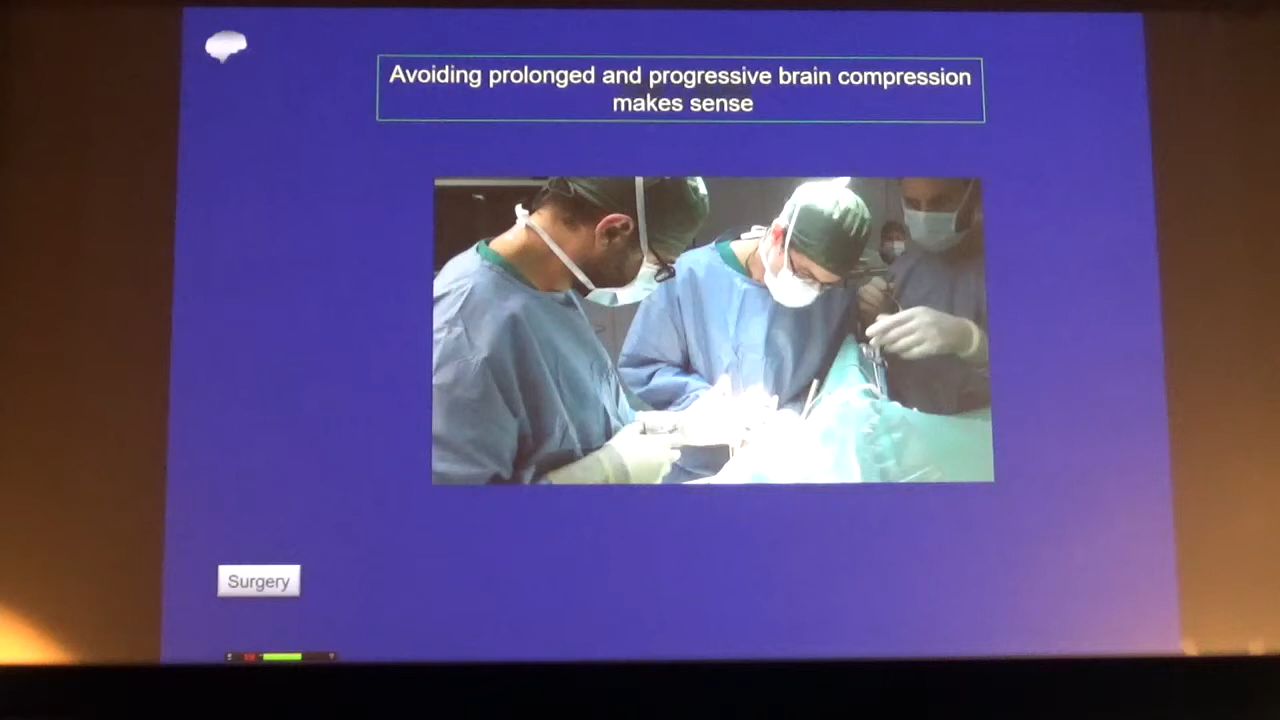 Avoiding prolonged and progressive brain compression
makes sense
Surgery